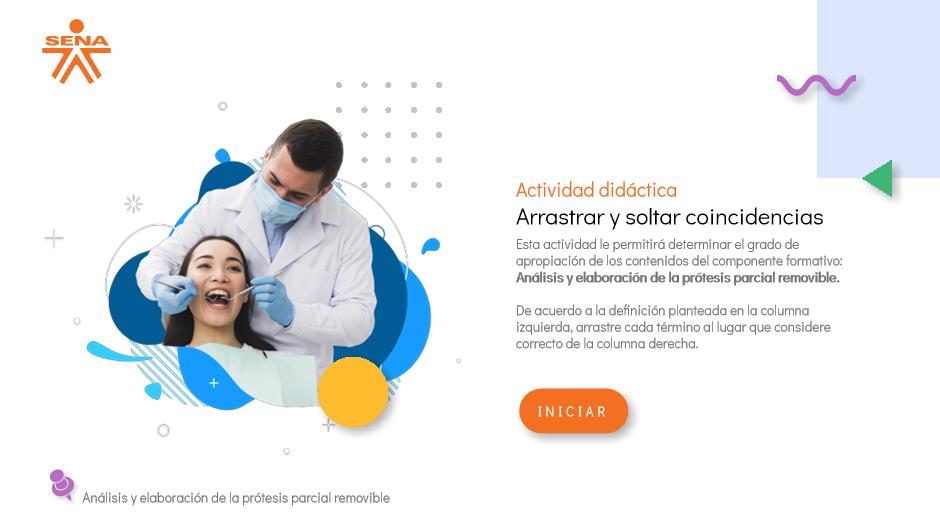 SENA
Actividad didáctica
Arrastrar y soltar coincidencias
Esta actividad le permitirá determinar el grado de
apropiación de los contenidos del componente formativo:
Análisis y elaboración de la prótesis parcial removible.
De acuerdo a la definición planteada en la columna
izquierda, arrastre cada término al lugar que considere
correcto de la columna derecha.
INICIAR
Análisis y elaboración de la prótesis parcial removible